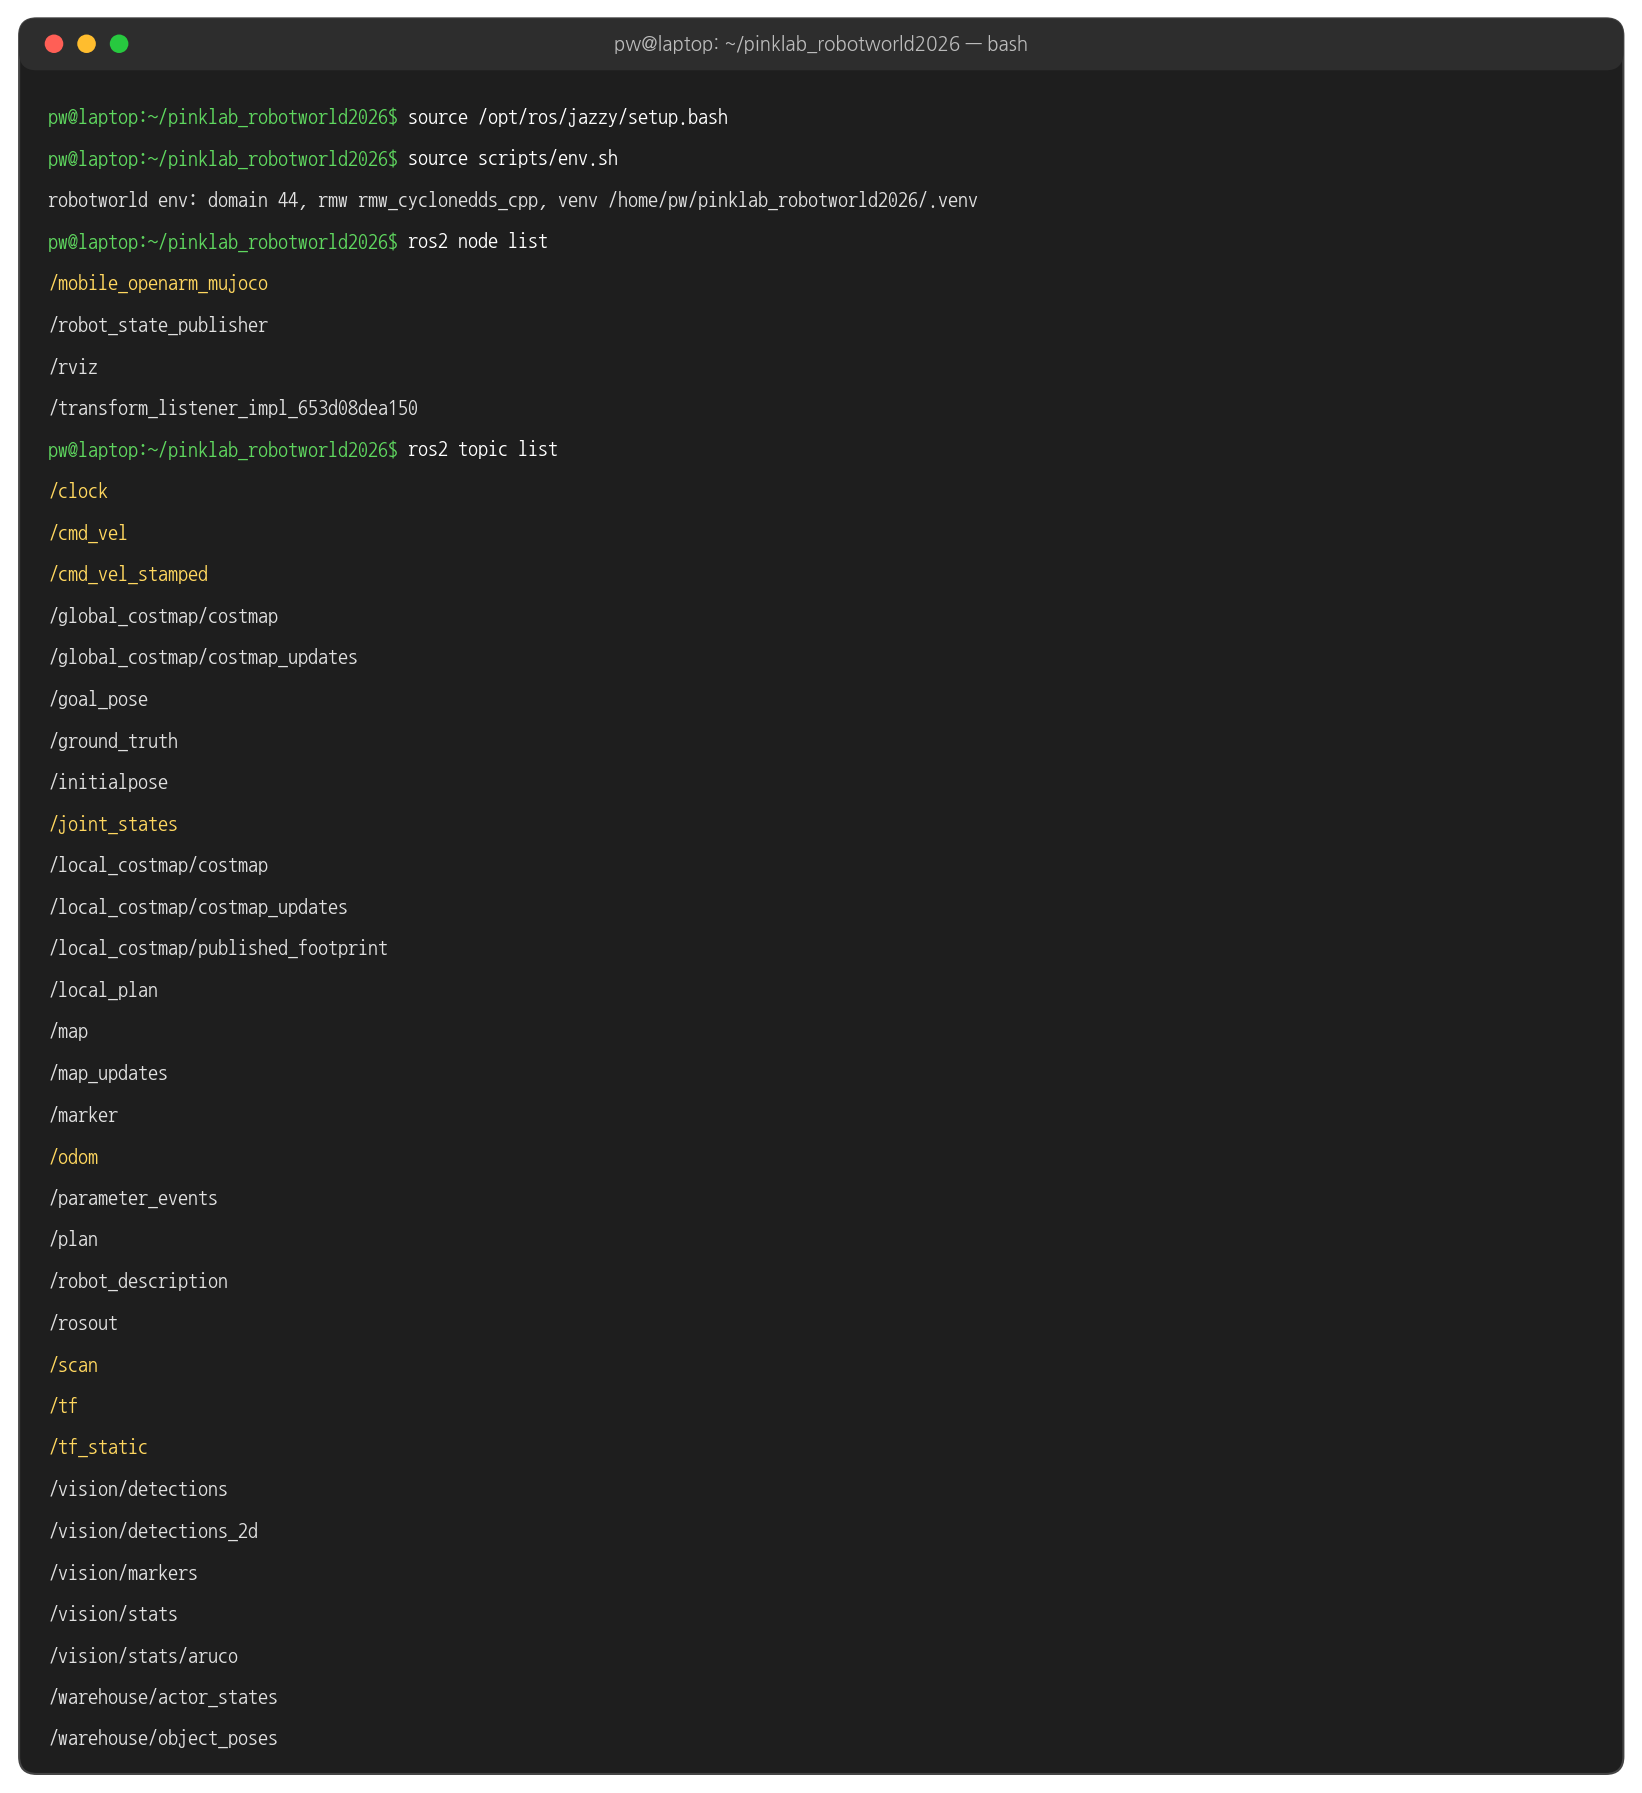 pw@laptop: ~/pinklab_robotworld2026 — bash
pw@laptop:~/pinklab_robotworld2026$ source /opt/ros/jazzy/setup.bash
pw@laptop:~/pinklab_robotworld2026$ source scripts/env.sh
robotworld env: domain 44, rmw rmw_cyclonedds_cpp, venv /home/pw/pinklab_robotworld2026/.venv
pw@laptop:~/pinklab_robotworld2026$ ros2 node list
/mobile_openarm_mujoco
/robot_state_publisher
/rviz
/transform_listener_impl_653d08dea150
pw@laptop:~/pinklab_robotworld2026$ ros2 topic list
/clock
/cmd_vel
/cmd_vel_stamped
/global_costmap/costmap
/global_costmap/costmap_updates
/goal_pose
/ground_truth
/initialpose
/joint_states
/local_costmap/costmap
/local_costmap/costmap_updates
/local_costmap/published_footprint
/local_plan
/map
/map_updates
/marker
/odom
/parameter_events
/plan
/robot_description
/rosout
/scan
/tf
/tf_static
/vision/detections
/vision/detections_2d
/vision/markers
/vision/stats
/vision/stats/aruco
/warehouse/actor_states
/warehouse/object_poses